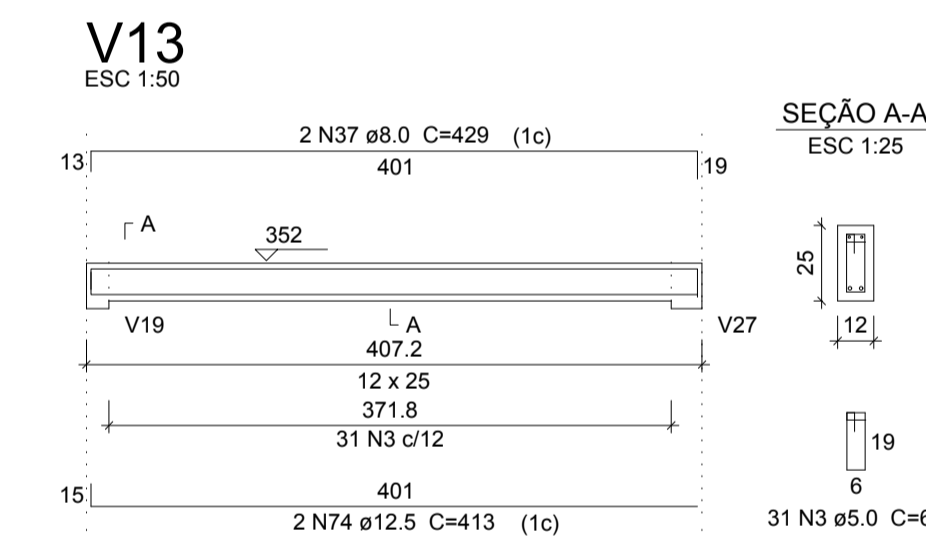 V13
ESC 1:50
SEÇÃO A-A
ESC 1:25
2 N37 ø8.0 C=429 (1c)
13
401
19
A
352
25
V19
A
V27
12
407.2
12 x 25
371.8
31 N3 c/12
19
6
15
401
2 N74 ø12.5 C=413 (1c)
31 N3 ø5.0